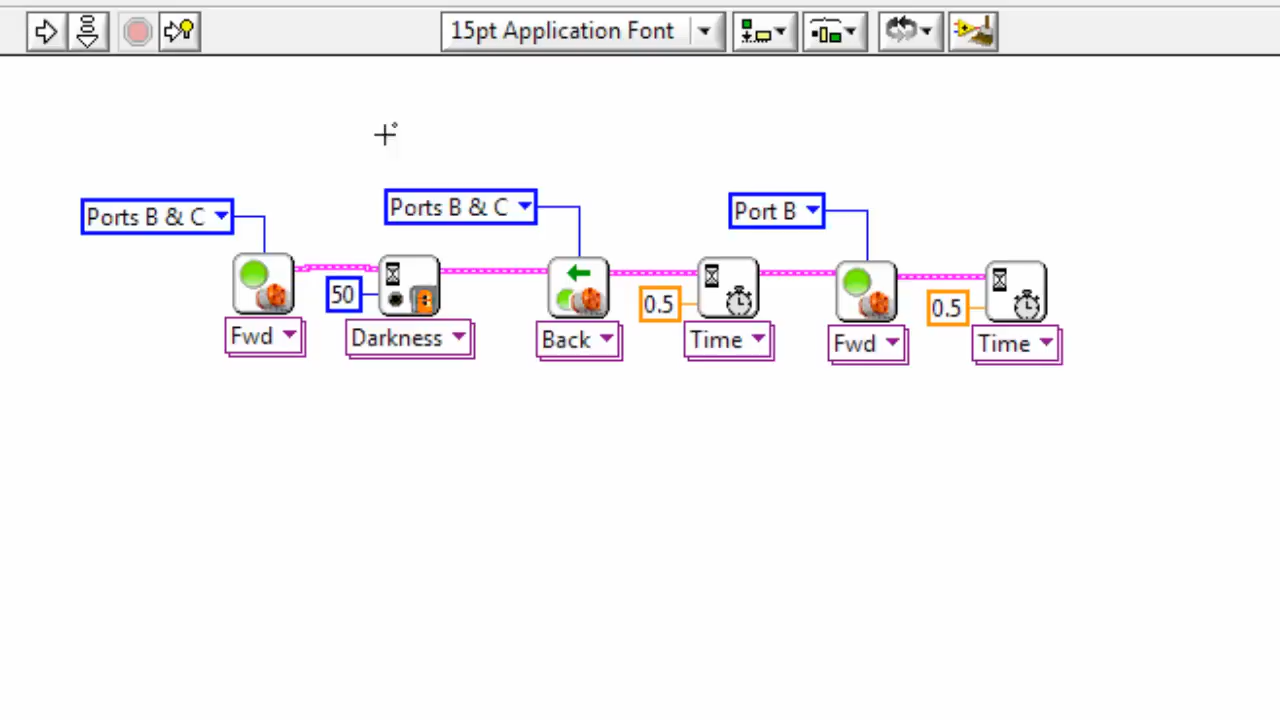 15pt Application Font
Ports B & C
Ports B & C
Port B
50
0.5
0.5
Fwd
Darkness
Back
Time
Fwd
Time